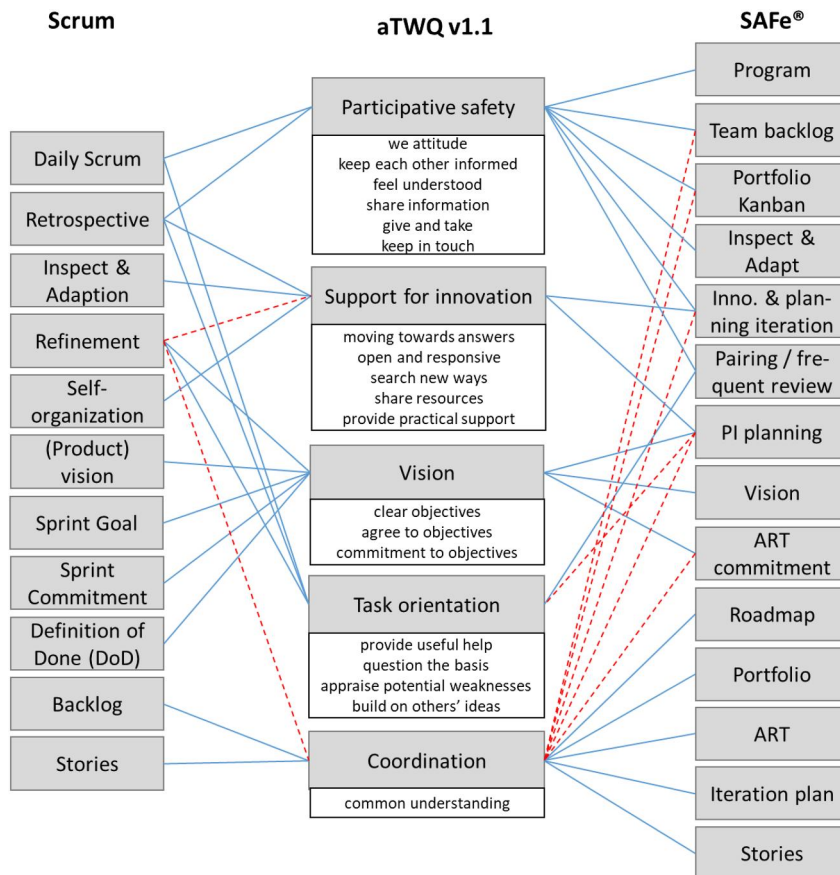 Scrum
aTWQ v1.1
SAFe®
Daily Scrum
Retrospective
Inspect &
Adaption
Refinement
Self-
organization
(Product)
vision
Sprint Goal
Sprint
Commitment
Definition of
Done (DoD)
Backlog
Stories
Participative safety
we attitude
keep each other informed
feel understood
share information
give and take
keep in touch
Support for innovation
moving towards answers
open and responsive
search new ways
share resources
provide practical support
Vision
clear objectives
agree to objectives
commitment to objectives
Task orientation
provide useful help
question the basis
appraise potential weaknesses
build on others’ ideas
Coordination
common understanding
Program
Team backlog
Portfolio
Kanban
Inspect &
Adapt
Inno. & plan-
ning iteration
Pairing / fre-
quent review
PI planning
Vision
ART
commitment
Roadmap
Portfolio
ART
Iteration plan
Stories